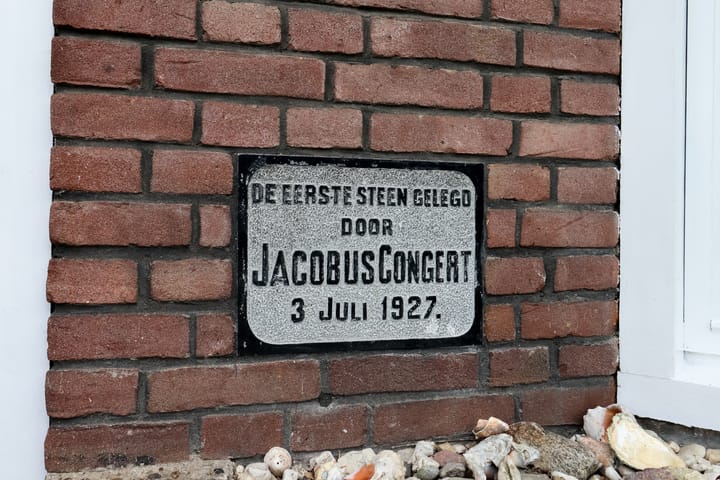 DE EERSTE STEEN GELEGD
DOOR
JACOBUS CONGERT
3 JULI 1927.